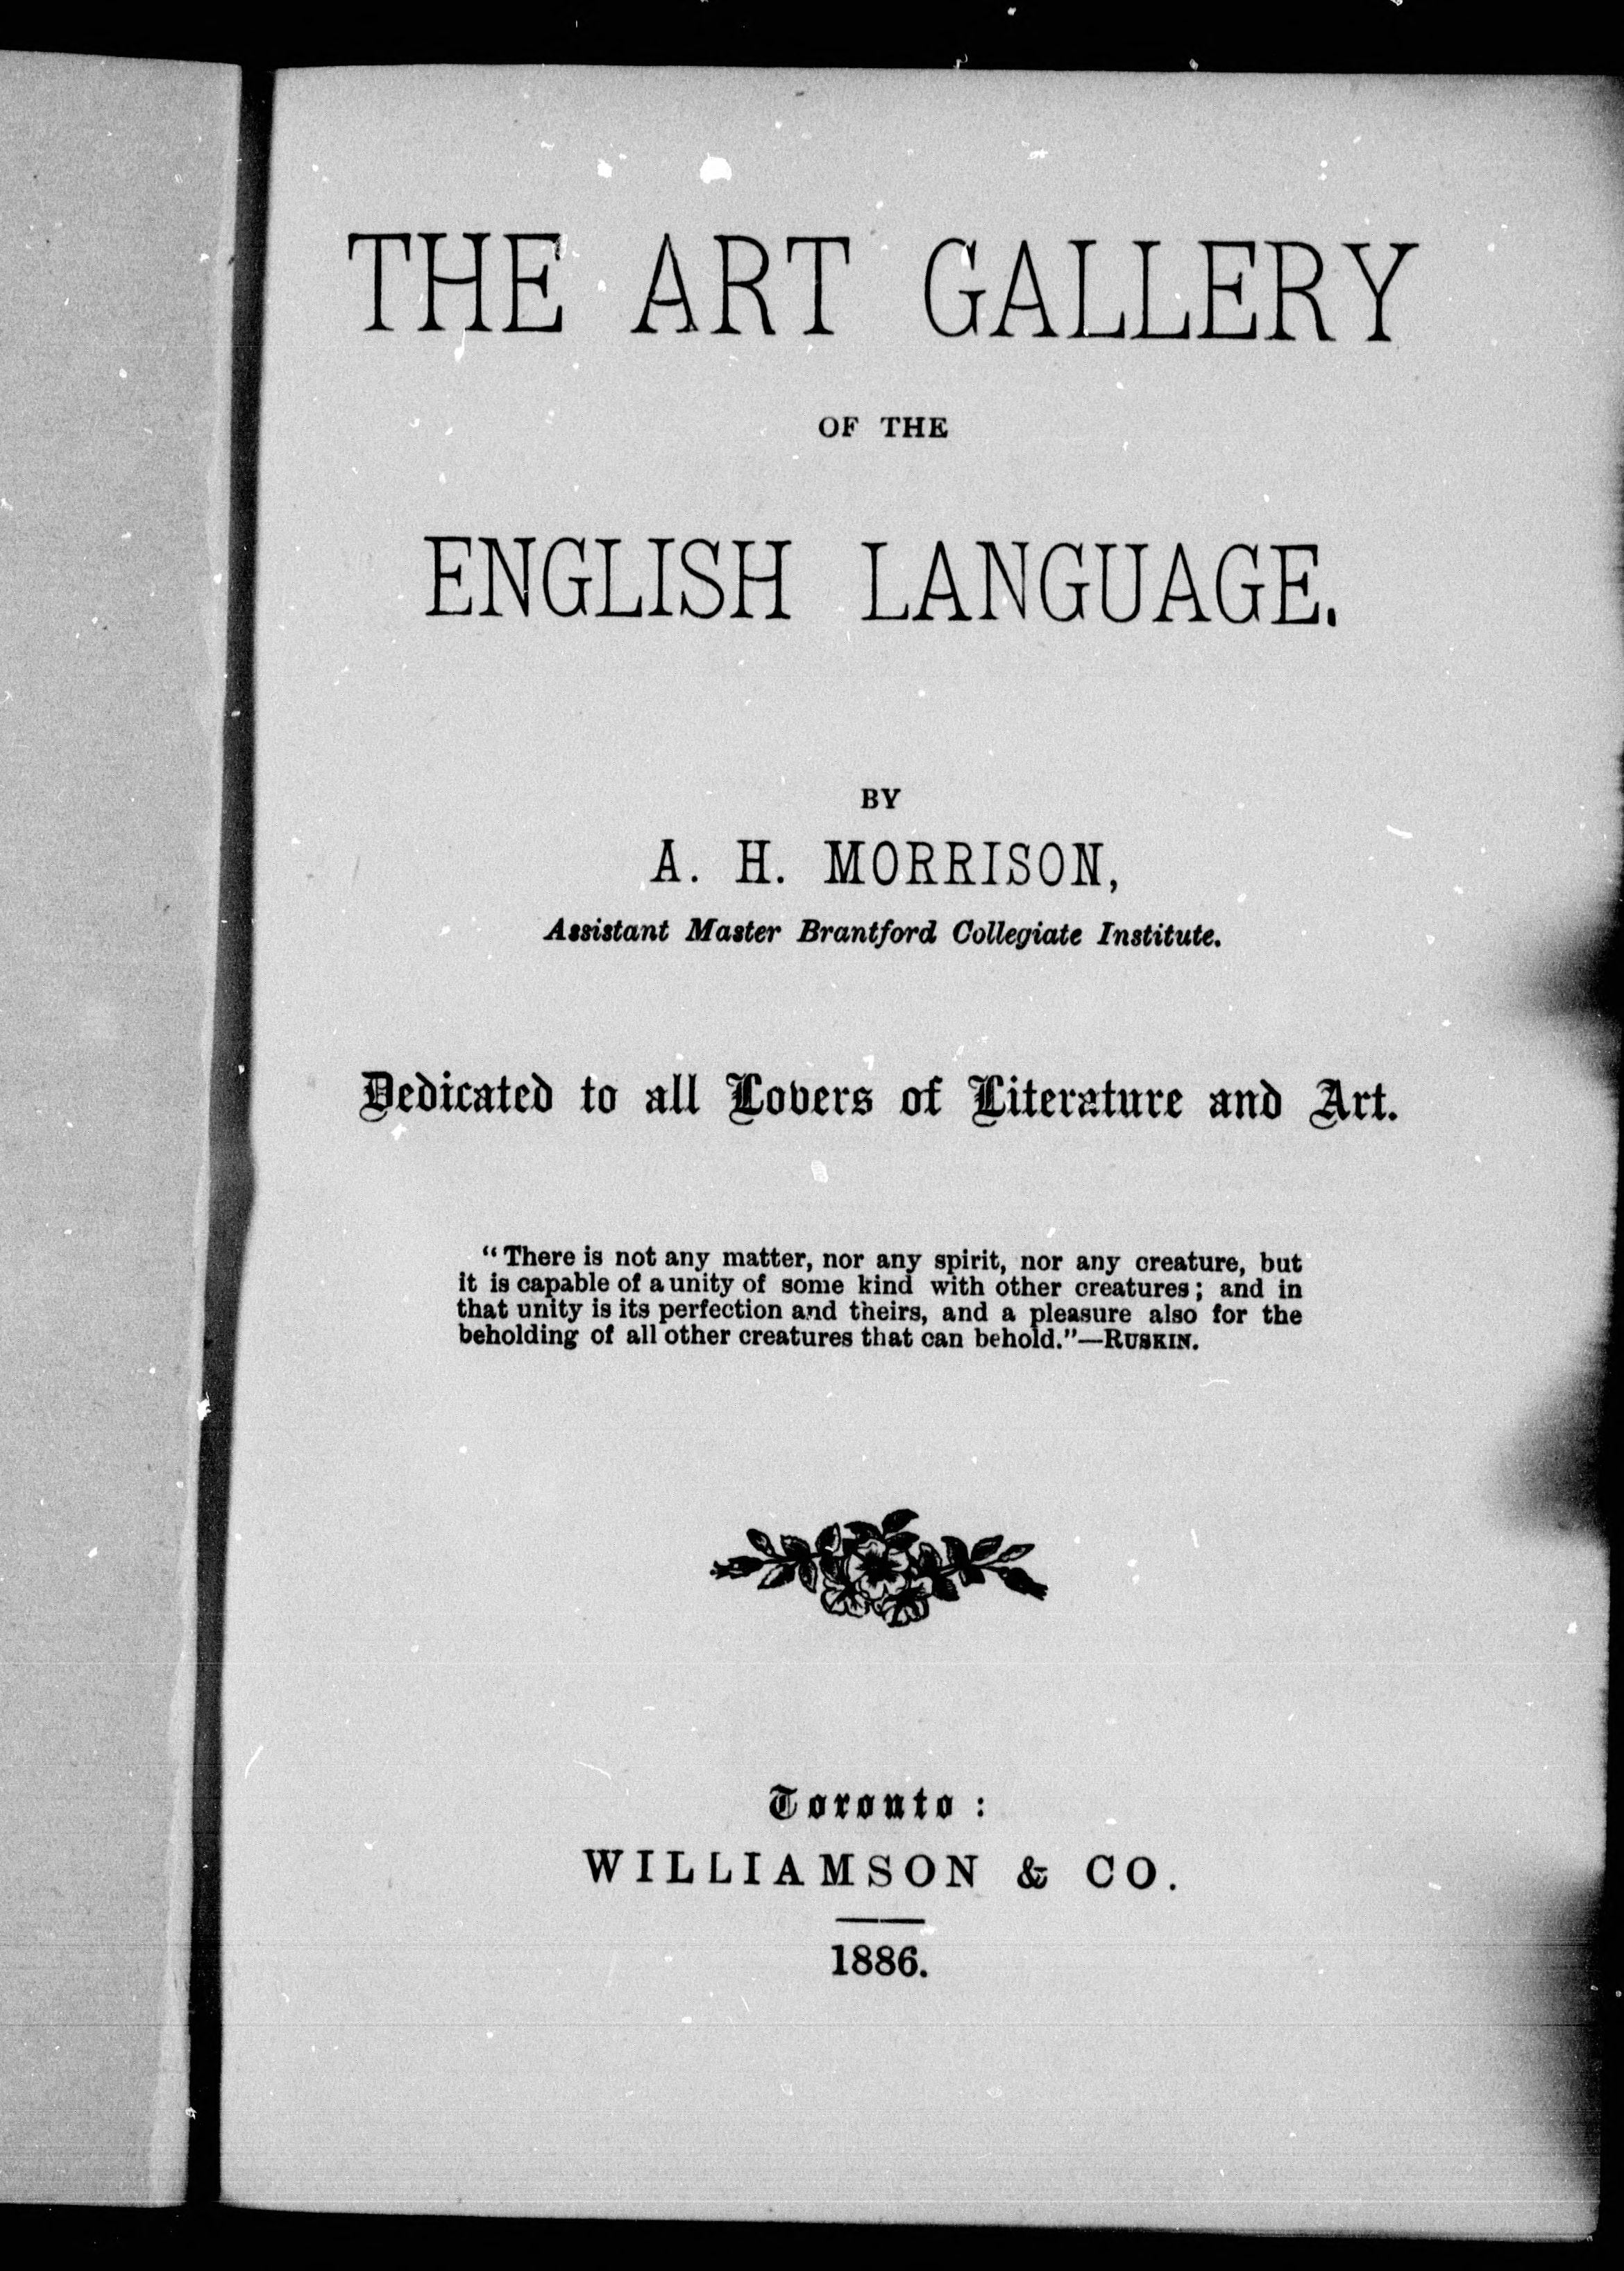 THE ART GALLERY
OF THE
ENGLISH LANGUAGE.
BY
A. H. MORRISON,
Assistant Master Brantford Collegiate Institute.
Dedicated to all Lovers of Literature and Art.
“There is not any matter, nor any spirit, nor any creature, but
it is capable of a unity of some kind with other creatures; and in
that unity is its perfection and theirs, and a pleasure also for the
beholding of all other creatures that can behold.”—RUSKIN.
Toronto:
WILLIAMSON & CO.
1886.